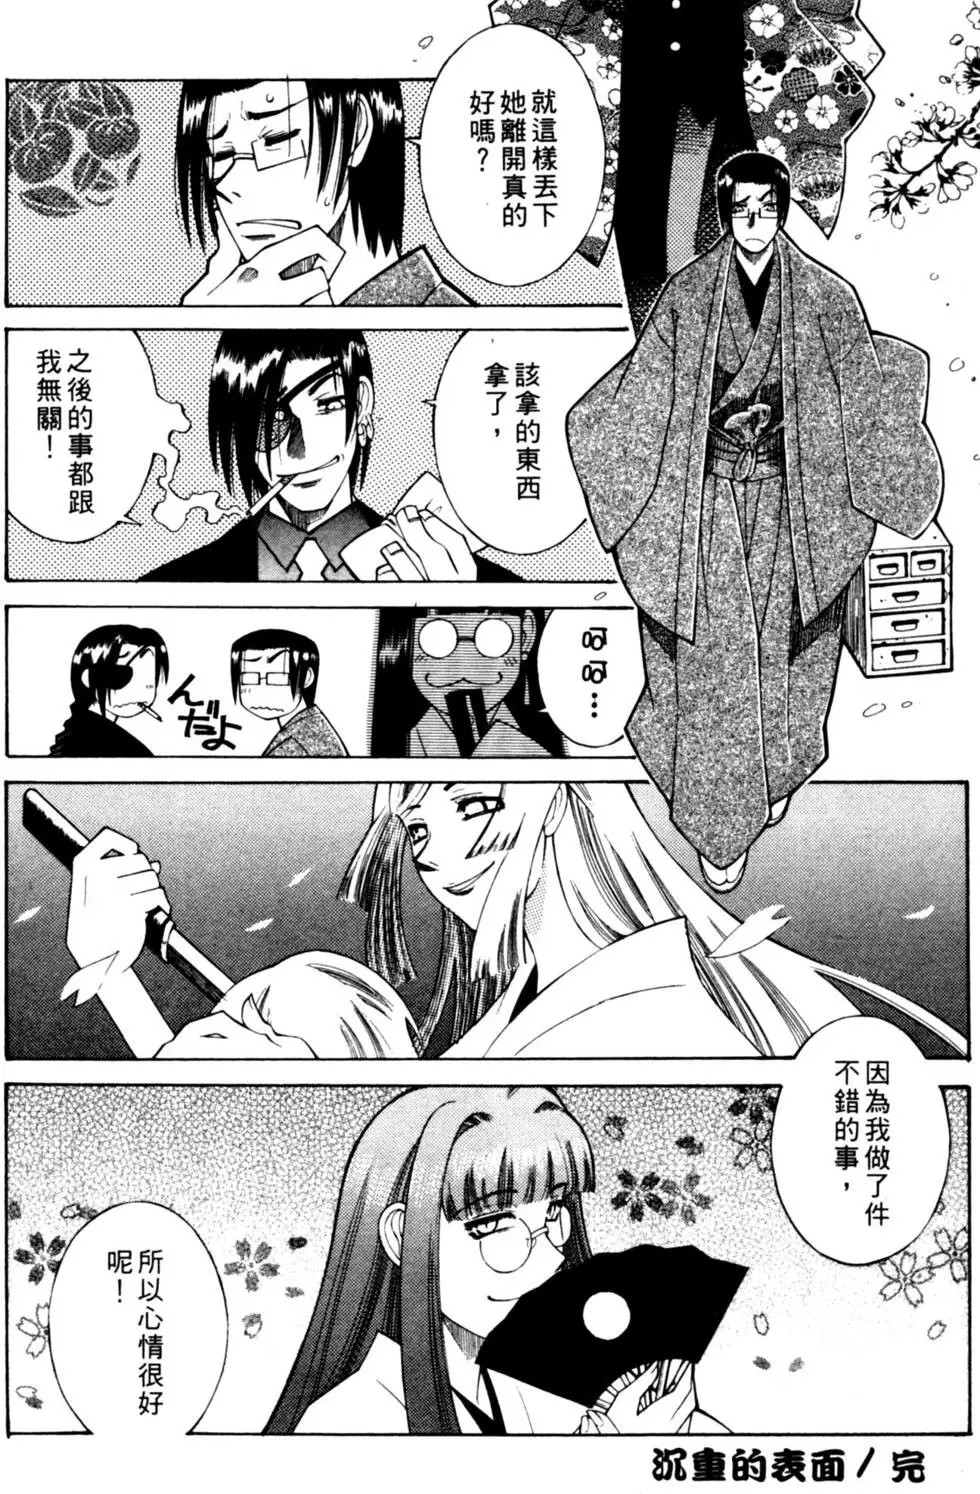 就這樣丟下
她離開真的
好嗎？
該拿的東西
拿了，
之後的事都跟
我無關！
呵呵…
んだよ
因為我做了件
不錯的事，
所以心情很好
呢！
沉重的表面/完